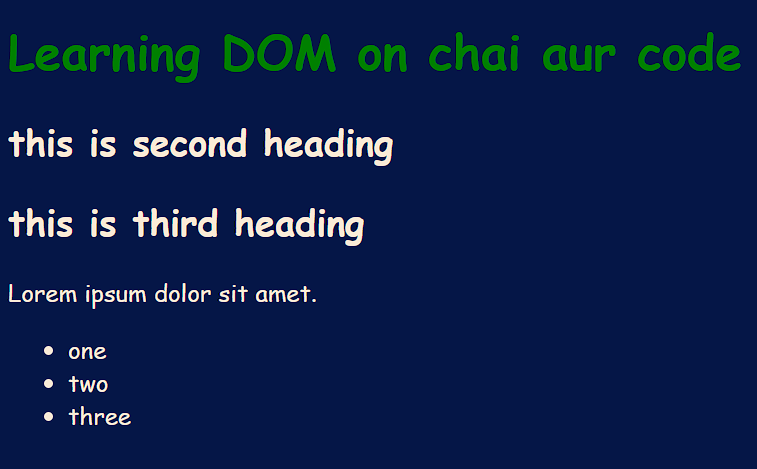 Learning DOM on chai aur code
this is second heading
this is third heading
Lorem ipsum dolor sit amet.
• one
• two
• three